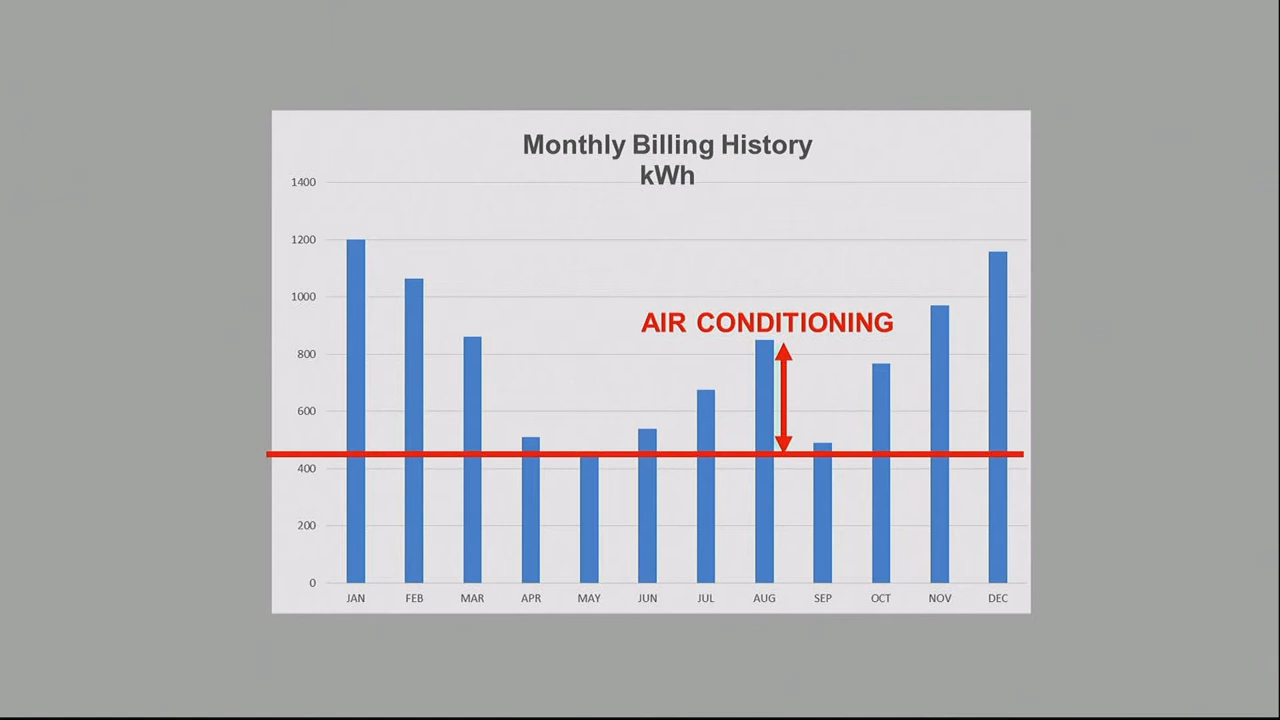 Monthly Billing History
kWh
1400
1200
1000
AIR CONDITIONING
800
600
400
200
0
JAN FEB MAR APR MAY JUN JUL AUG SEP OCT NOV DEC